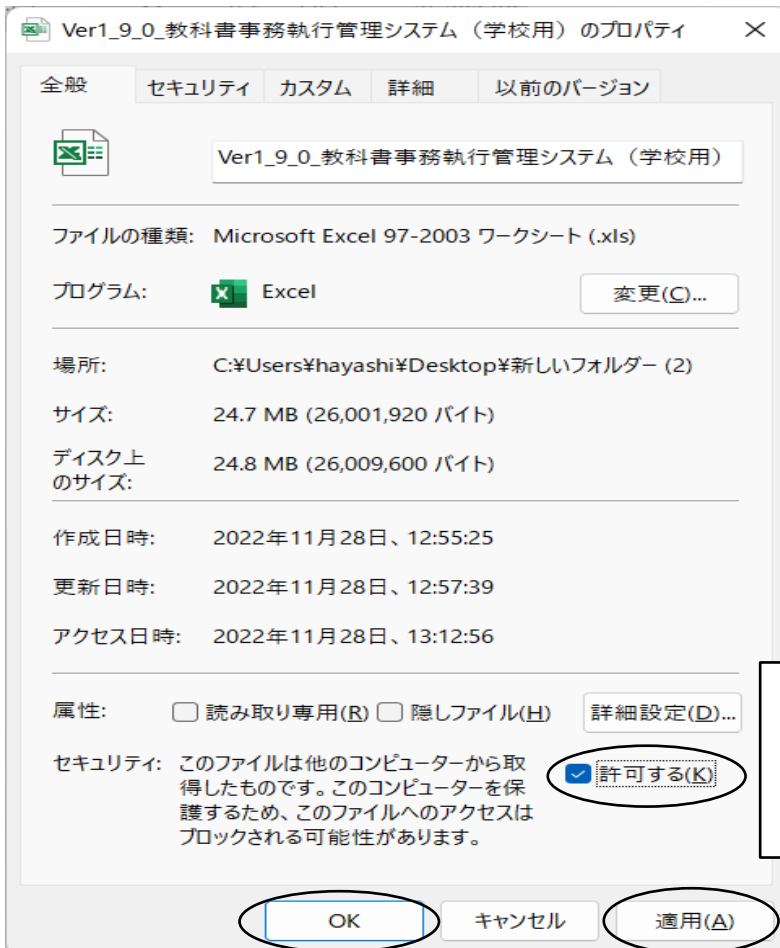 Ver1_9_0_教科書事務執行管理システム（学校用）のプロパティ
全般 セキュリティ カスタム 詳細 以前のバージョン
Ver1_9_0_教科書事務執行管理システム（学校用）
ファイルの種類: Microsoft Excel 97-2003 ワークシート (.xls)
プログラム: Excel 変更(C)...
場所: C:¥Users¥hayashi¥Desktop¥新しいフォルダー (2)
サイズ: 24.7 MB (26,001,920 バイト)
ディスク上
のサイズ: 24.8 MB (26,009,600 バイト)
作成日時: 2022年11月28日、12:55:25
更新日時: 2022年11月28日、12:57:39
アクセス日時: 2022年11月28日、13:12:56
属性: 読み取り専用(R) 隠しファイル(H) 詳細設定(D)...
セキュリティ: このファイルは他のコンピューターから取
得したものです。このコンピューターを保
護するため、このファイルへのアクセスは
ブロックされる可能性があります。
許可する(K)
OK キャンセル 適用(A)